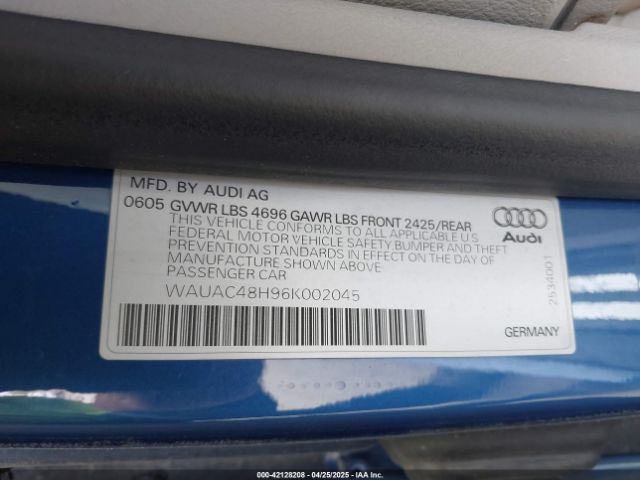 MFD. BY AUDI AG
0605 GVWR LBS 4696 GAWR LBS FRONT 2425/REAR
THIS VEHICLE CONFORMS TO ALL APPLICABLE U.S.
FEDERAL MOTOR VEHICLE SAFETY BUMPER AND THEFT
PREVENTION STANDARDS IN EFFECT ON THE DAY OF
MANUFACTURE SHOWN ABOVE.
PASSENGER CAR
WAUAC48H96K002045
Audi
2534001
GERMANY
000-42128208 - 04/25/2025 - IAAI.COM